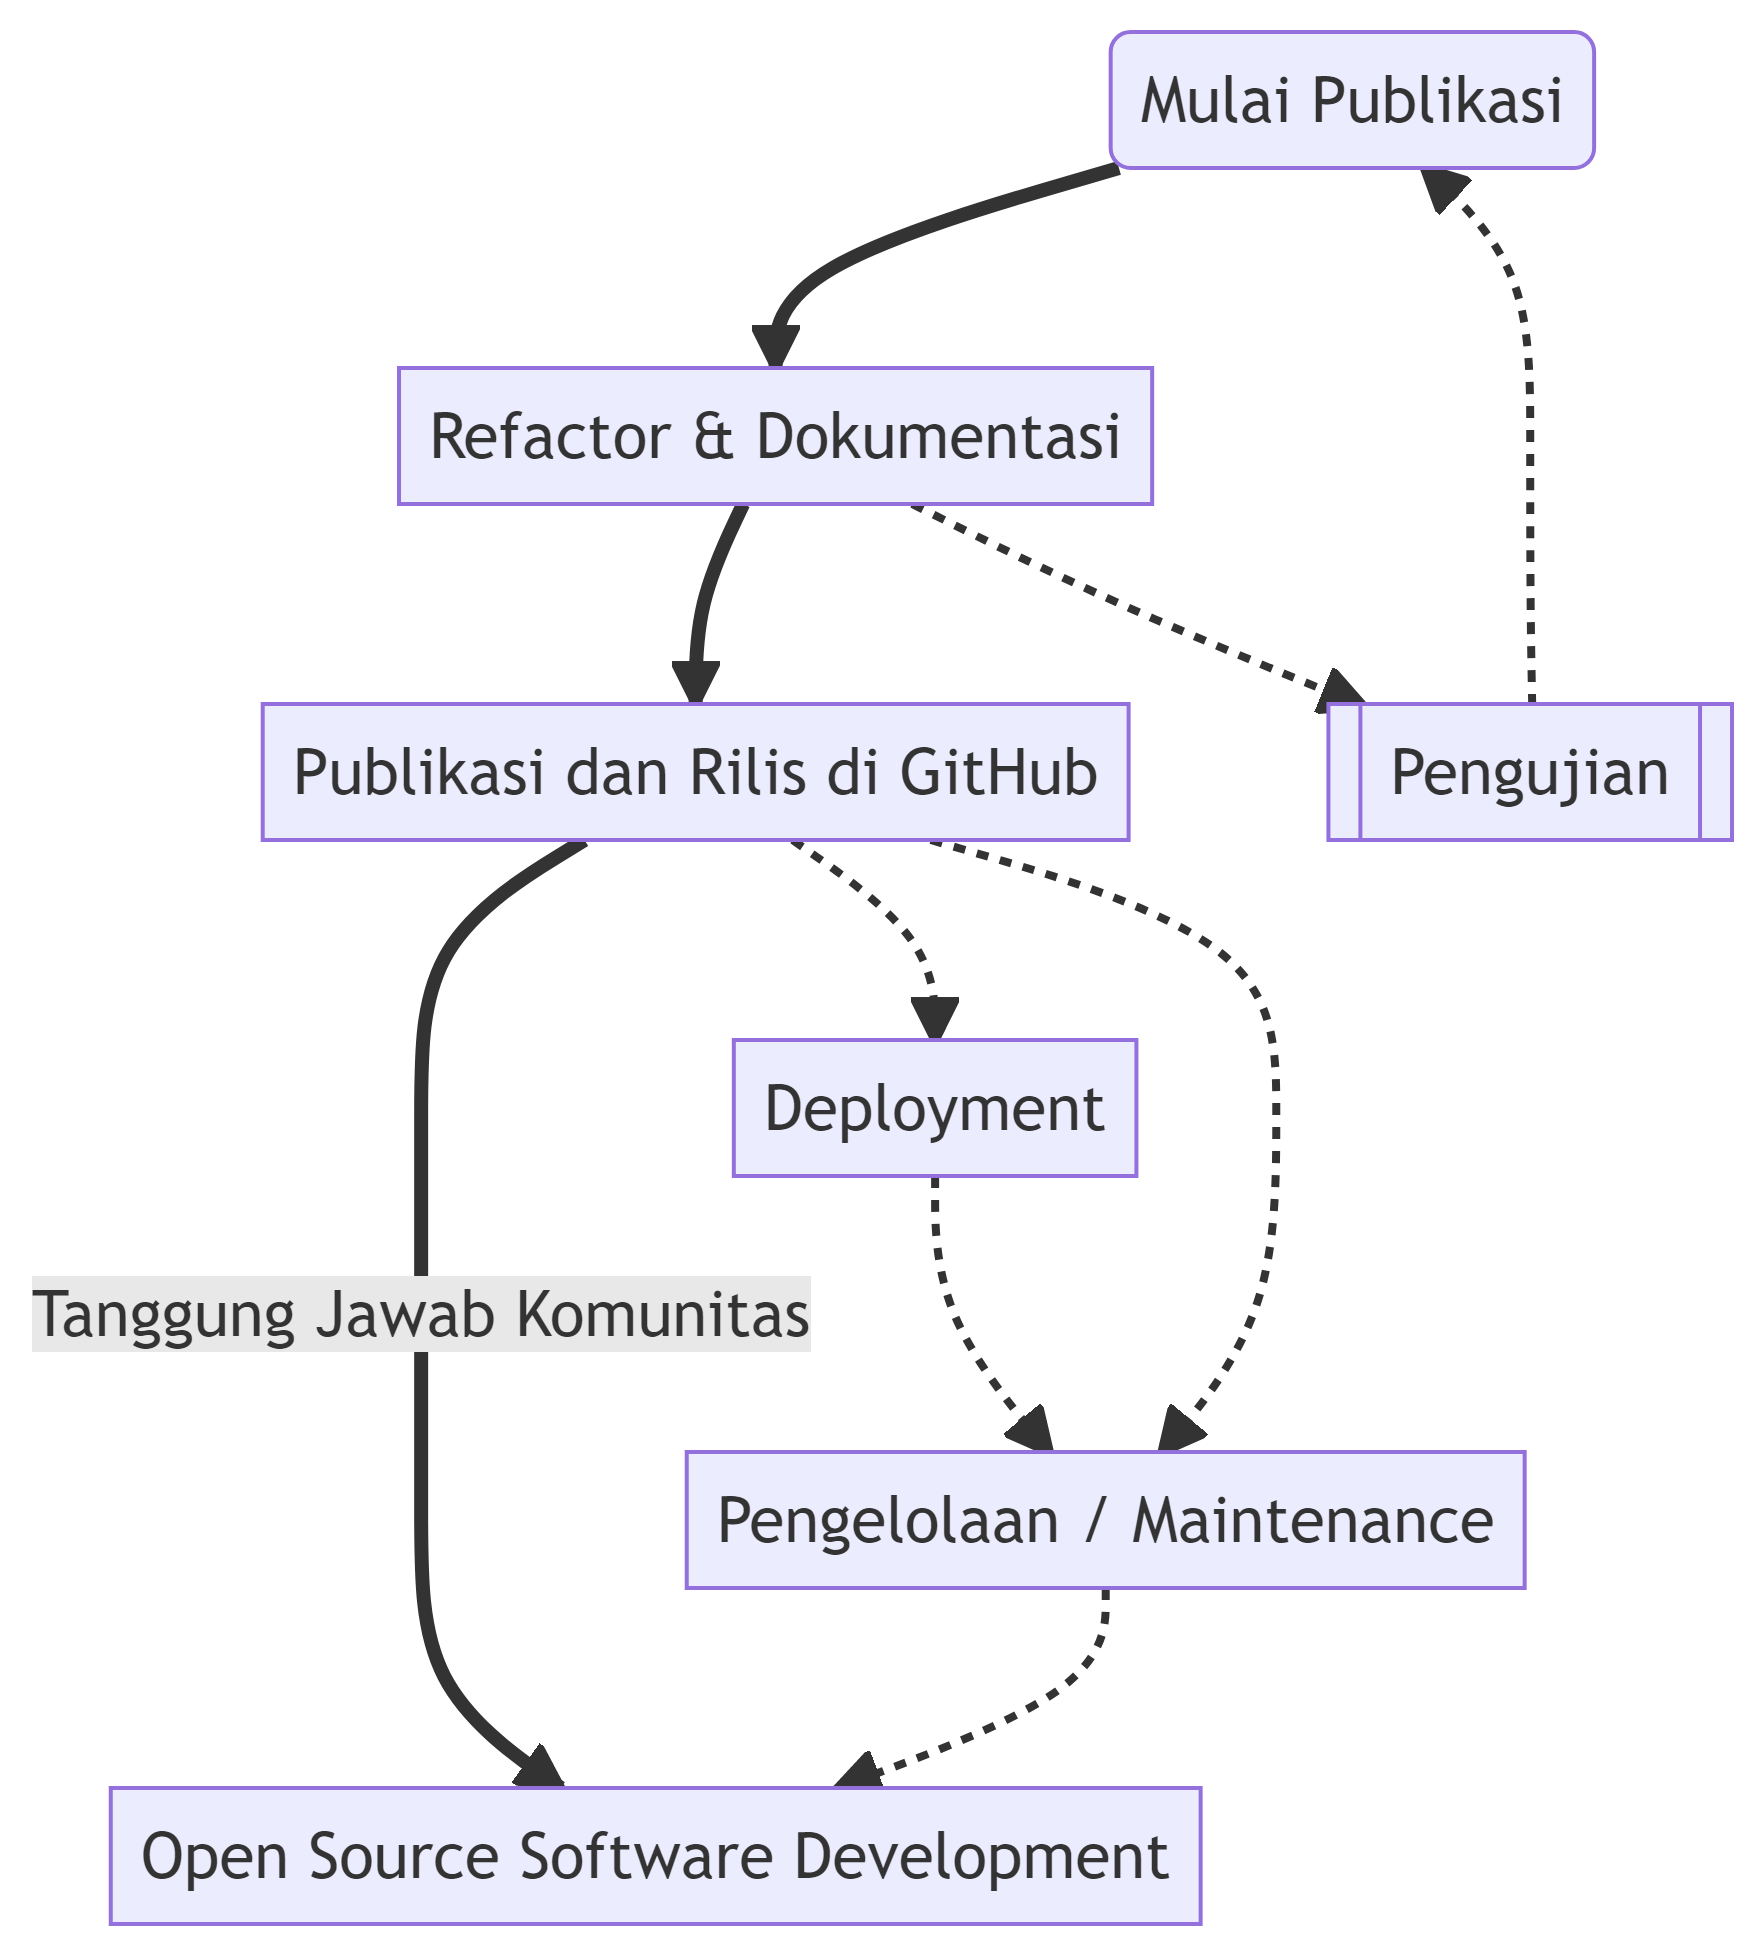 Mulai Publikasi
Refactor & Dokumentasi
Publikasi dan Rilis di GitHub
Pengujian
Deployment
Tanggung Jawab Komunitas
Pengelolaan / Maintenance
Open Source Software Development